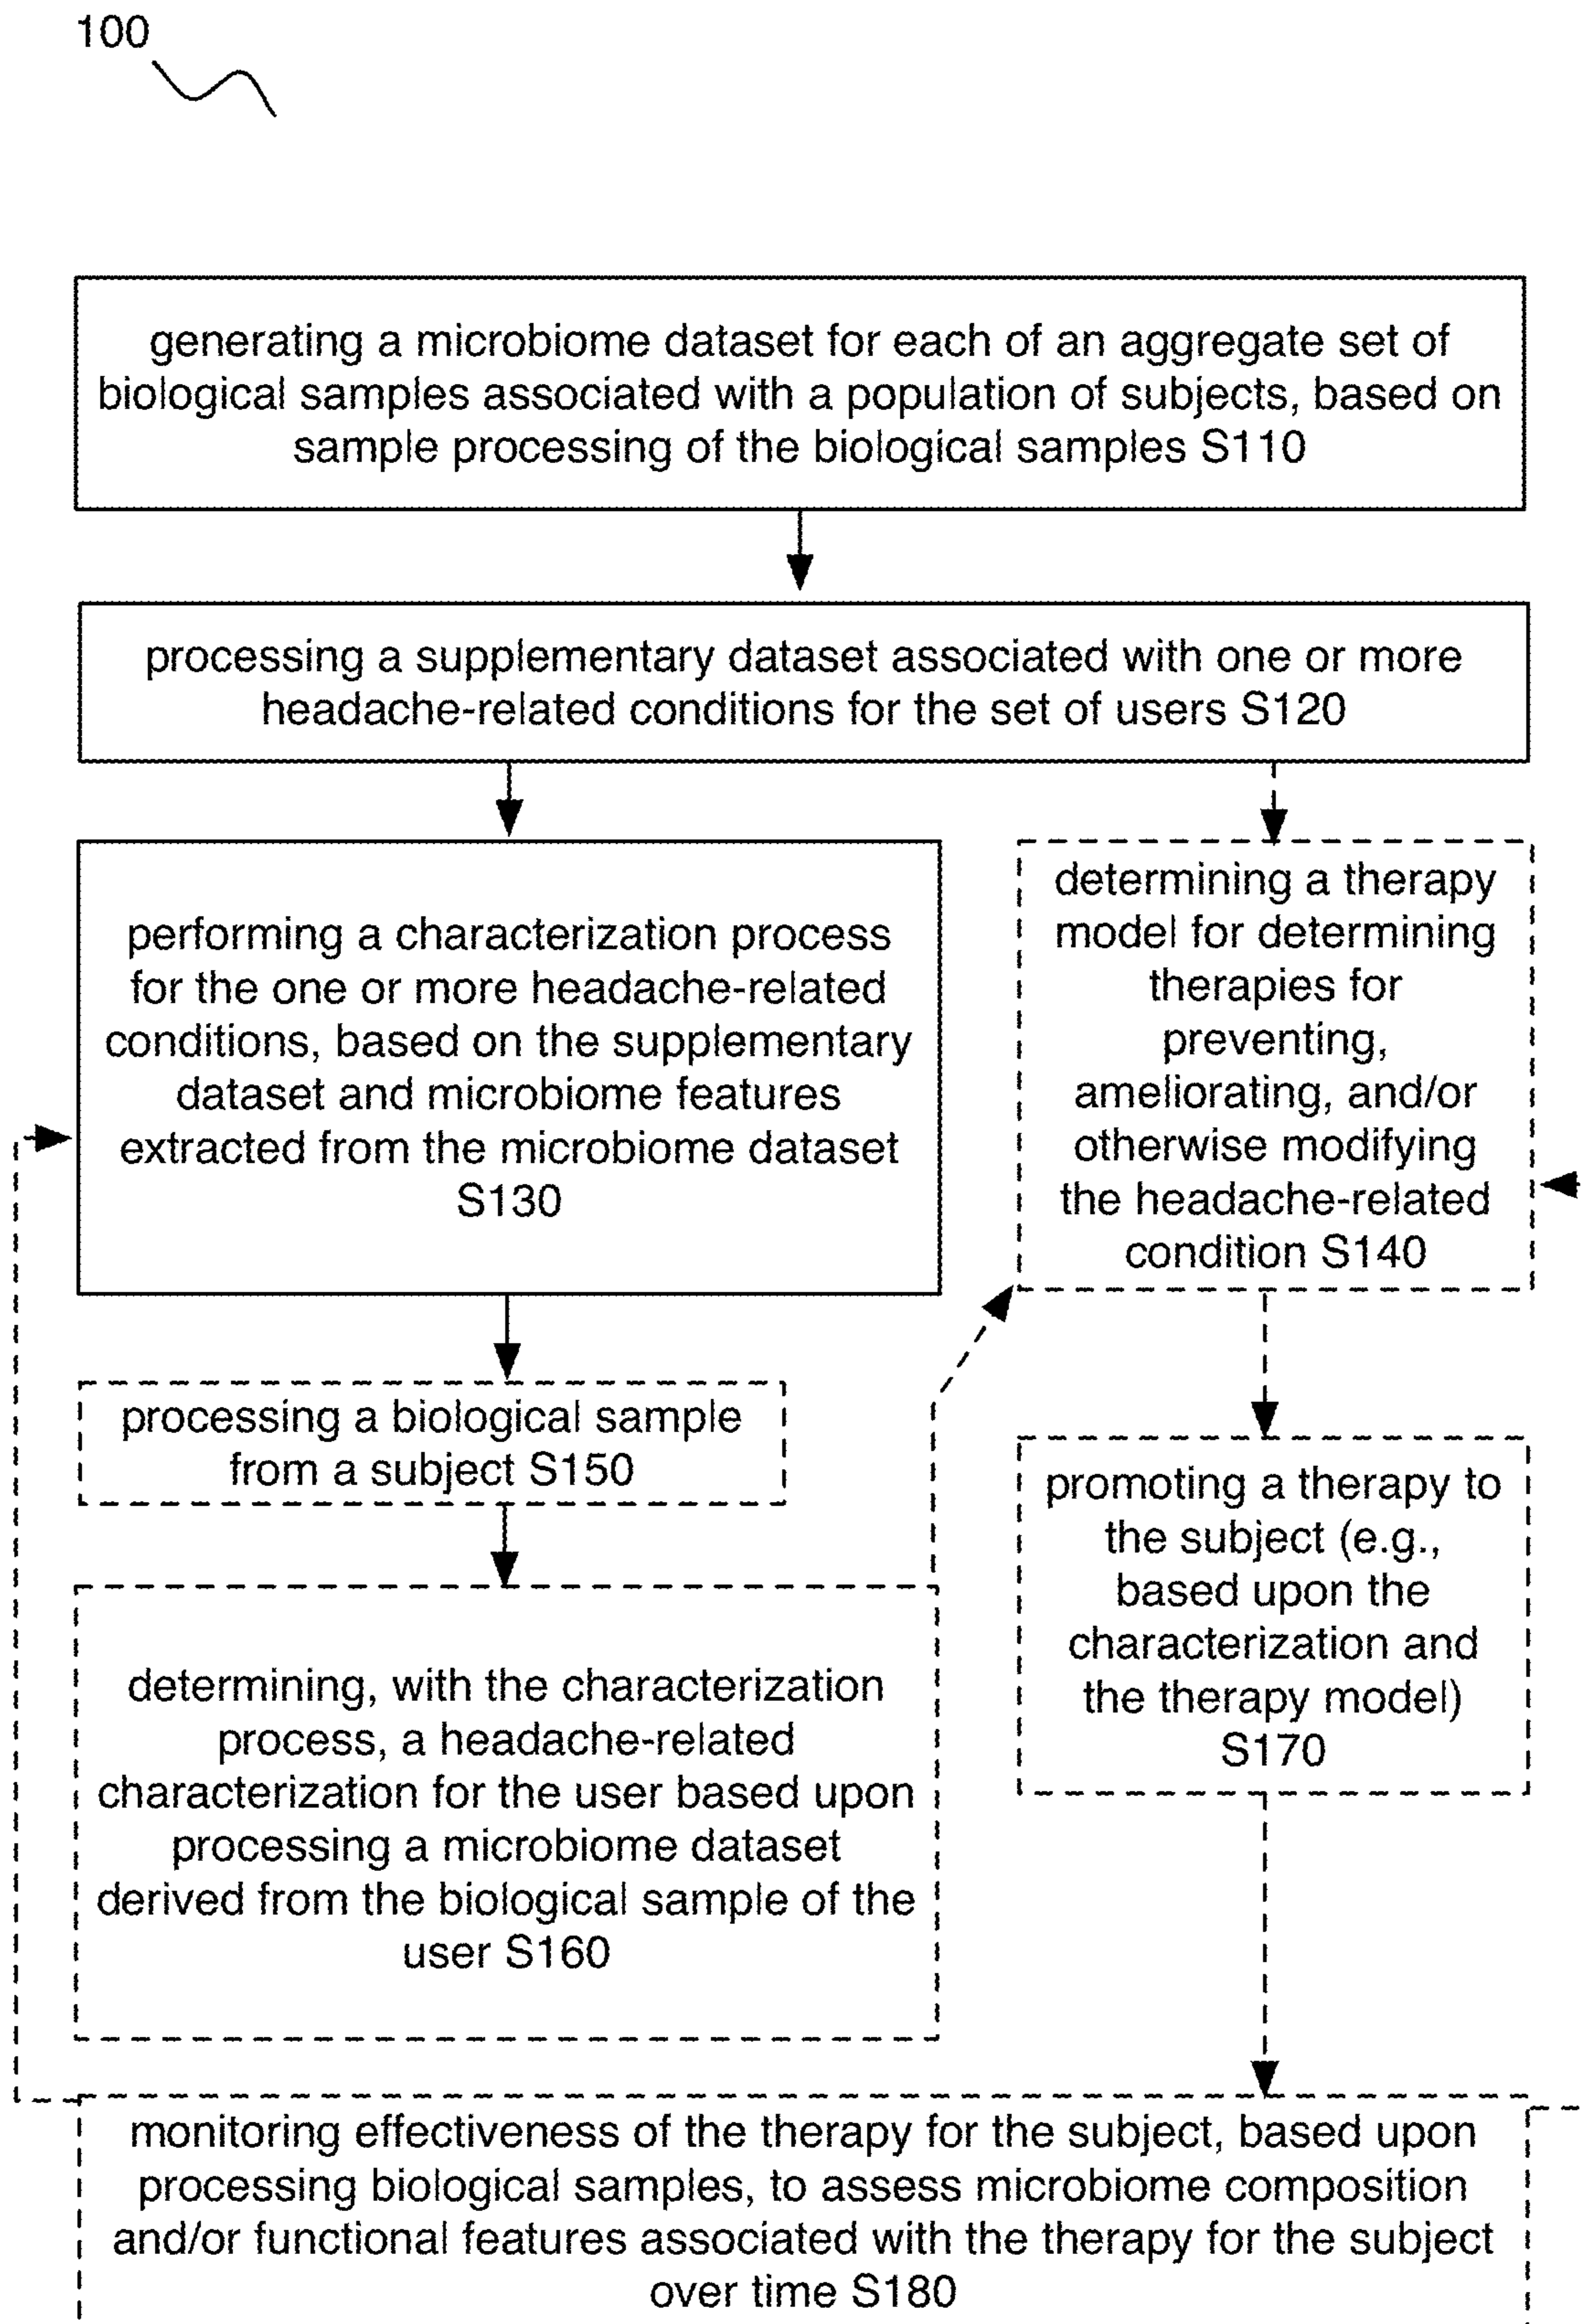 100
generating a microbiome dataset for each of an aggregate set of
biological samples associated with a population of subjects, based on
sample processing of the biological samples S110
processing a supplementary dataset associated with one or more
headache-related conditions for the set of users S120
performing a characterization process
for the one or more headache-related
conditions, based on the supplementary
dataset and microbiome features
extracted from the microbiome dataset
S130
determining a therapy
model for determining
therapies for
preventing,
ameliorating, and/or
otherwise modifying
the headache-related
condition S140
processing a biological sample
from a subject S150
promoting a therapy to
the subject (e.g.,
based upon the
characterization and
the therapy model)
S170
determining, with the characterization
process, a headache-related
characterization for the user based upon
processing a microbiome dataset
derived from the biological sample of the
user S160
monitoring effectiveness of the therapy for the subject, based upon
processing biological samples, to assess microbiome composition
and/or functional features associated with the therapy for the subject
over time S180